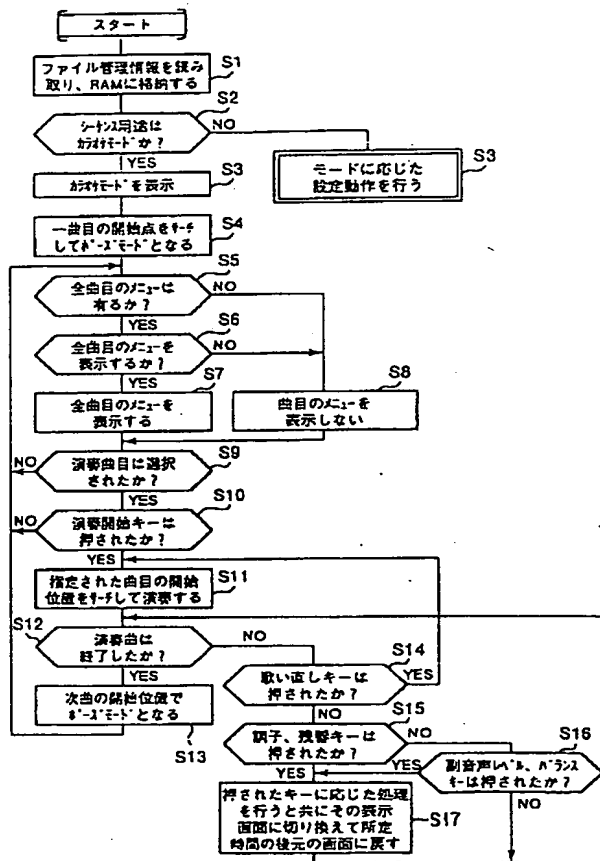 スタート
ファイル管理情報を読み
取り、RAMに格納する
S1
S2
シーケンス用途は
カラオケモードか?
NO
YES
S3
カラオケモードを表示
モードに応じた
設定動作を行う
S3
S4
一曲目の開始点をサーチ
してポーズモードとなる
S5
全曲目のメニューは
有るか?
NO
YES
S6
全曲目のメニューを
表示するか?
NO
YES
S7
全曲目のメニューを
表示する
S8
曲目のメニューを
表示しない
S9
NO
演奏曲目は選択
されたか?
YES
S10
NO
演奏開始キーは
押されたか?
YES
S11
指定された曲目の開始
位置をサーチして演奏する
S12
演奏曲は
終了したか?
NO
YES
S14
歌い直しキーは
押されたか?
YES
NO
次曲の開始位置で
ポーズモードとなる
S13
S15
調子、残響キーは
押されたか?
NO
YES
S16
副音声レベル、バランス
キーは押されたか?
YES
NO
押されたキーに応じた処理
を行うと共にその表示
画面に切り換えて所定
時間の後元の画面に戻す
S17